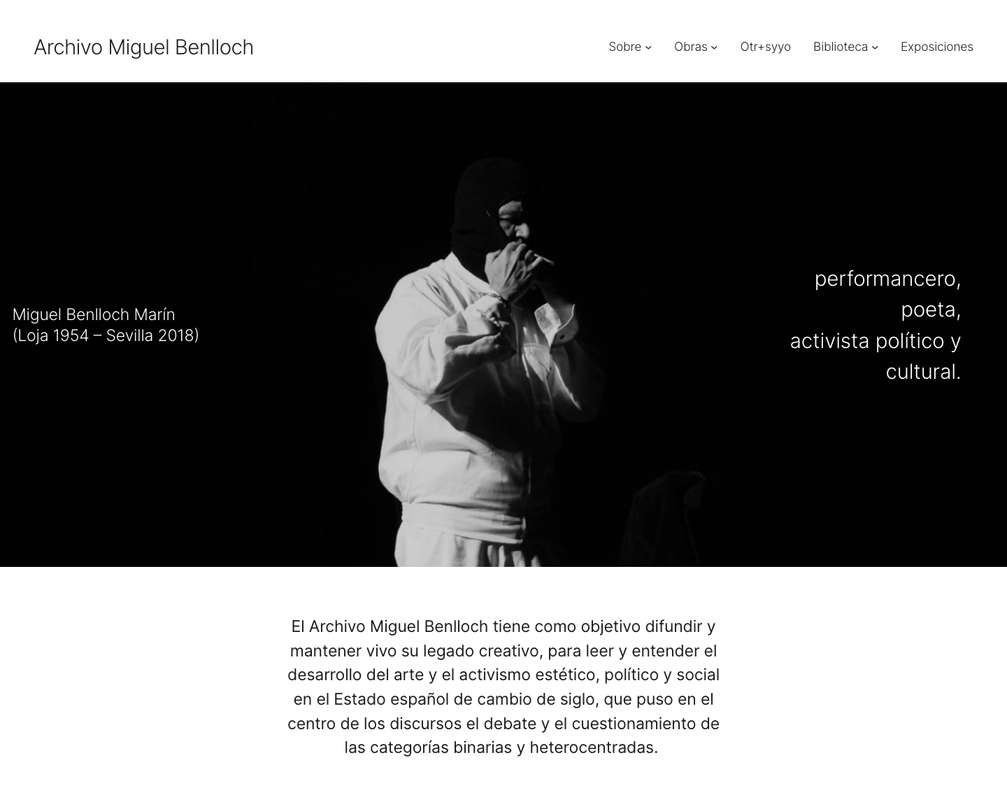 Archivo Miguel Benlloch
Sobre
Obras
Otr+syyo
Biblioteca
Exposiciones
Miguel Benlloch Marín
(Loja 1954 – Sevilla 2018)
performancero,
poeta,
activista político y
cultural.
El Archivo Miguel Benlloch tiene como objetivo difundir y
mantener vivo su legado creativo, para leer y entender el
desarrollo del arte y el activismo estético, político y social
en el Estado español de cambio de siglo, que puso en el
centro de los discursos el debate y el cuestionamiento de
las categorías binarias y heterocentradas.